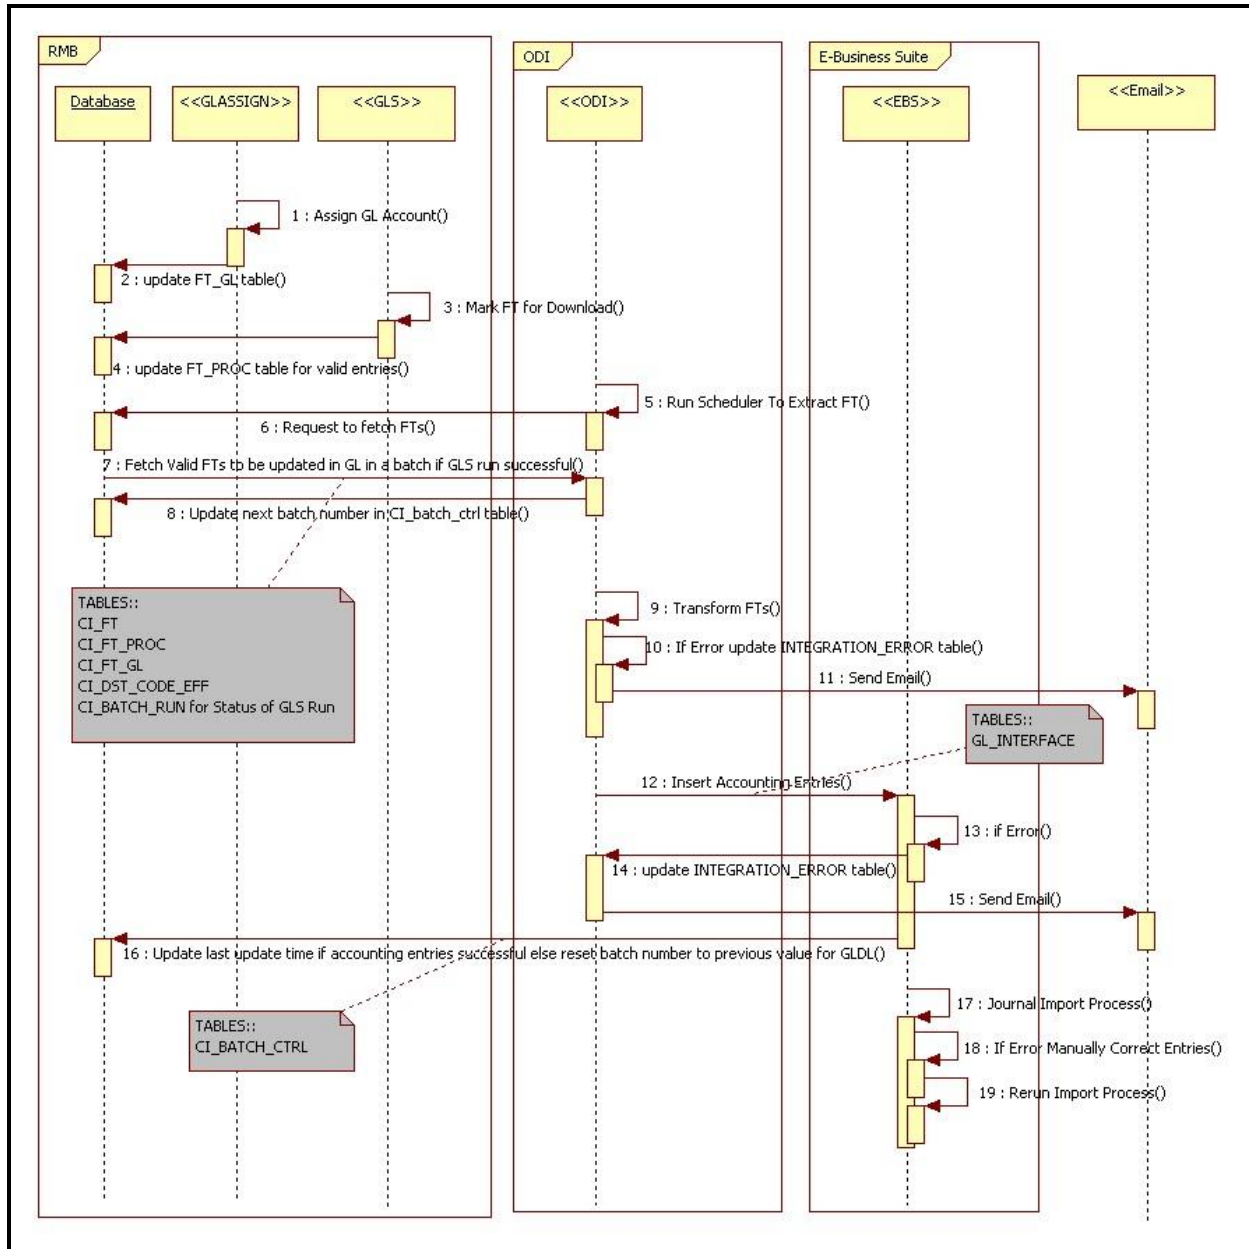 RMB
ODI
E-Business Suite
Database
<<GLASSIGN>>
<<GLS>>
<<ODI>>
<<EBS>>
<<Email>>
1 : Assign GL Account()
2 : update FT_GL table()
3 : Mark FT for Download()
4 : update FT_PROC table for valid entries()
5 : Run Scheduler To Extract FT()
6 : Request to fetch FTs()
7 : Fetch Valid FTs to be updated in GL in a batch if GLS run successful()
8 : Update next batch number in CI_batch_ctrl table()
TABLES::
CI_FT
CI_FT_PROC
CI_FT_GL
CI_DST_CODE_EFF
CI_BATCH_RUN for Status of GLS Run
9 : Transform FTs()
10 : If Error update INTEGRATION_ERROR table()
11 : Send Email()
TABLES::
GL_INTERFACE
12 : Insert Accounting Entries()
13 : if Error()
14 : update INTEGRATION_ERROR table()
15 : Send Email()
16 : Update last update time if accounting entries successful else reset batch number to previous value for GLDL()
TABLES::
CI_BATCH_CTRL
17 : Journal Import Process()
18 : If Error Manually Correct Entries()
19 : Rerun Import Process()